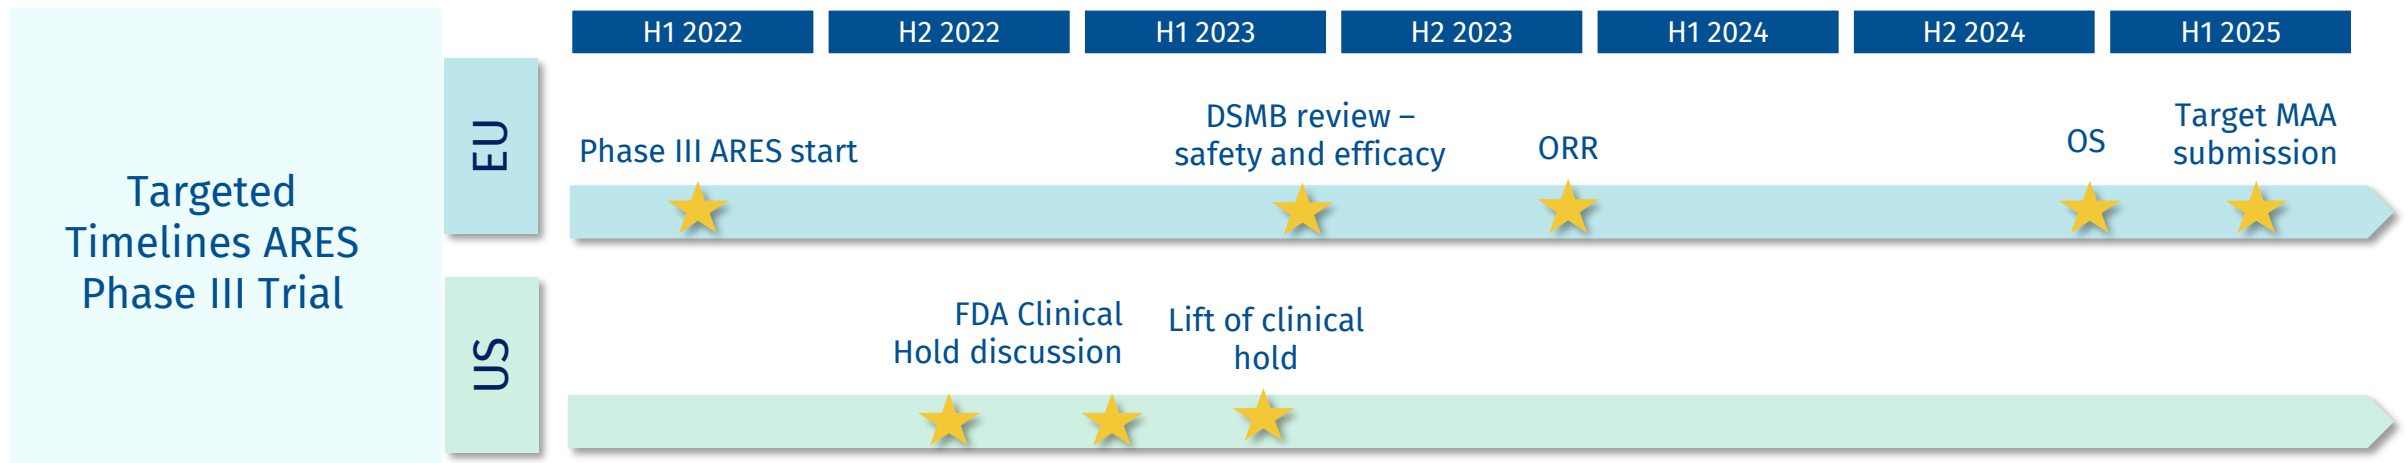 Targeted
Timelines ARES
Phase III Trial
H1 2022
H2 2022
H1 2023
H2 2023
H1 2024
H2 2024
H1 2025
EU
Phase III ARES start
DSMB review –
safety and efficacy
ORR
OS
Target MAA
submission
US
FDA Clinical
Hold discussion
Lift of clinical
hold